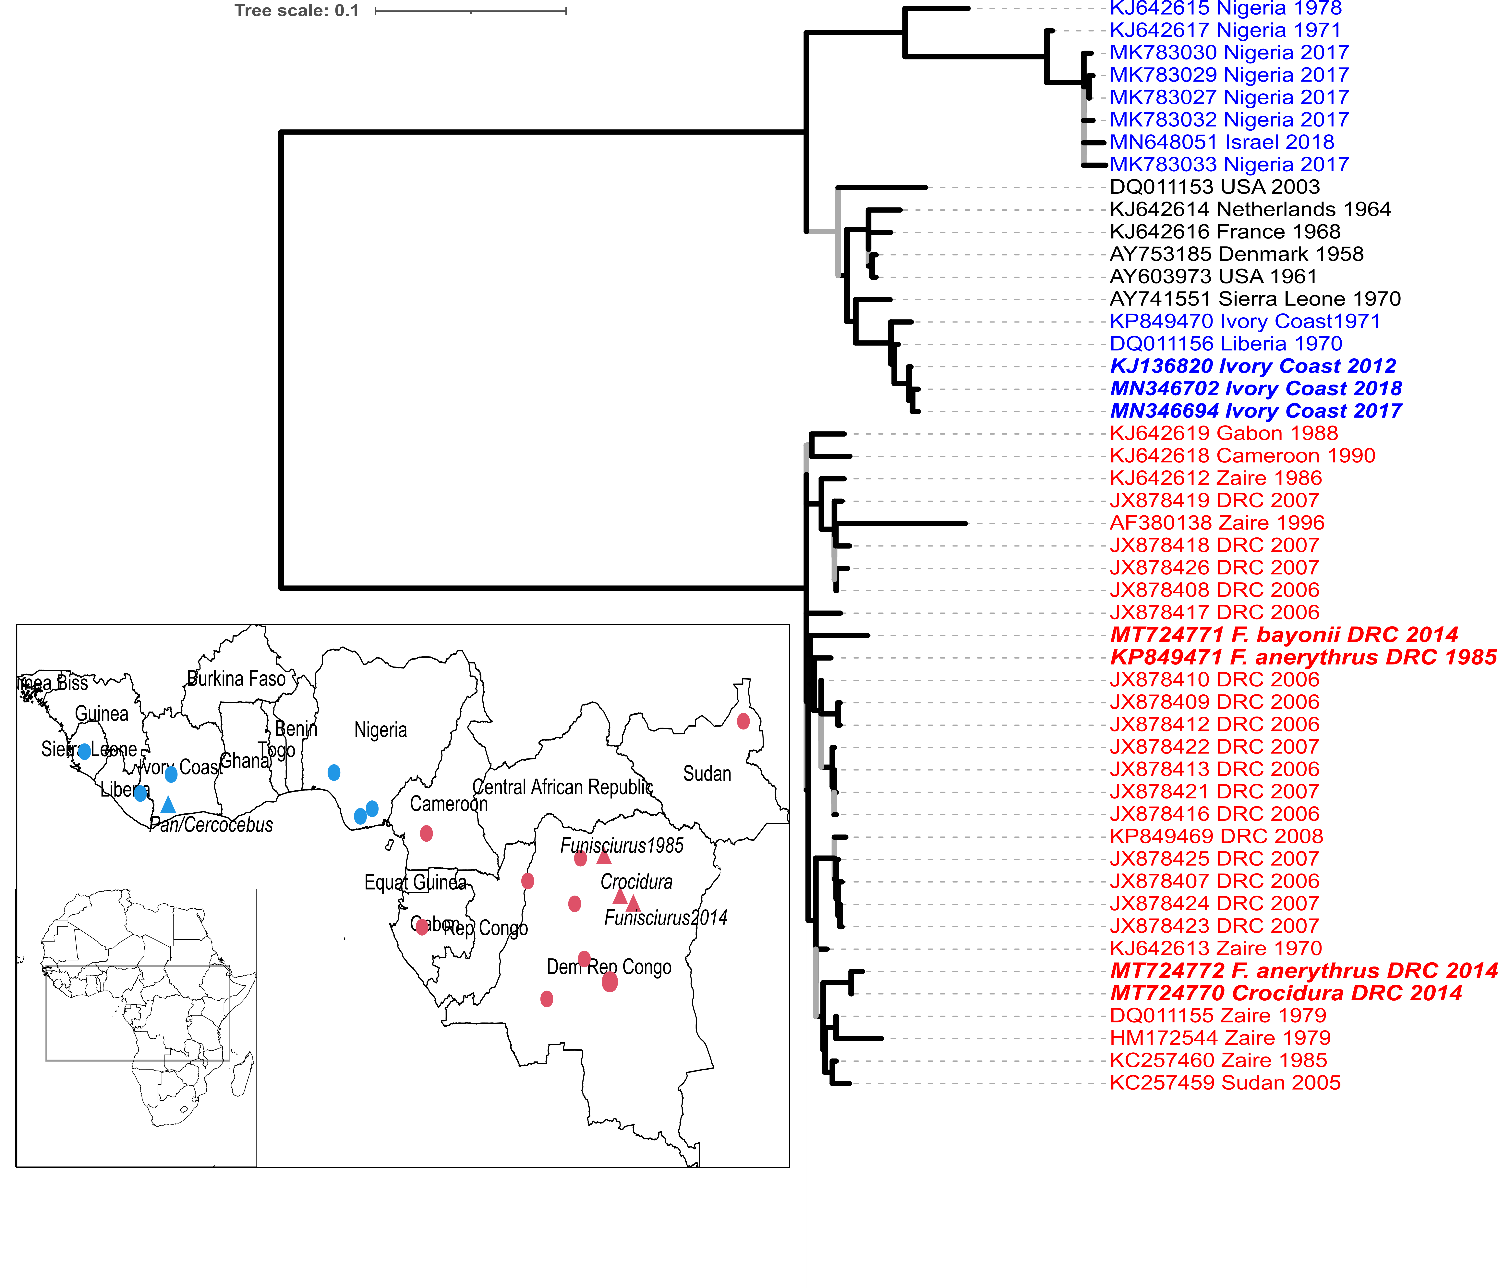 Tree scale: 0.1
KJ642615 Nigeria 1978
KJ642617 Nigeria 1971
MK783030 Nigeria 2017
MK783029 Nigeria 2017
MK783027 Nigeria 2017
MK783032 Nigeria 2017
MN648051 Israel 2018
MK783033 Nigeria 2017
DQ011153 USA 2003
KJ642614 Netherlands 1964
KJ642616 France 1968
AY753185 Denmark 1958
AY603973 USA 1961
AY741551 Sierra Leone 1970
KP849470 Ivory Coast1971
DQ011156 Liberia 1970
KJ136820 Ivory Coast 2012
MN346702 Ivory Coast 2018
MN346694 Ivory Coast 2017
KJ642619 Gabon 1988
KJ642618 Cameroon 1990
KJ642612 Zaire 1986
JX878419 DRC 2007
AF380138 Zaire 1996
JX878418 DRC 2007
JX878426 DRC 2007
JX878408 DRC 2006
JX878417 DRC 2006
MT724771 F. bayonii DRC 2014
KP849471 F. anerythrus DRC 1985
JX878410 DRC 2006
JX878409 DRC 2006
JX878412 DRC 2006
JX878422 DRC 2007
JX878413 DRC 2006
JX878421 DRC 2007
JX878416 DRC 2006
KP849469 DRC 2008
JX878425 DRC 2007
JX878407 DRC 2006
JX878424 DRC 2007
JX878423 DRC 2007
KJ642613 Zaire 1970
MT724772 F. anerythrus DRC 2014
MT724770 Crocidura DRC 2014
DQ011155 Zaire 1979
HM172544 Zaire 1979
KC257460 Zaire 1985
KC257459 Sudan 2005
Biss
Burkina Faso
Guinea
Benin
Nigeria
Sierra Leone
Togo
Ivory Coast
Ghana
Liberia
Sudan
Central African Republic
Cameroon
Pan/Cercocebus
Funisciurus1985
Equat Guinea
Crocidura
Funisciurus2014
Gabon
Rep Congo
Dem Rep Congo